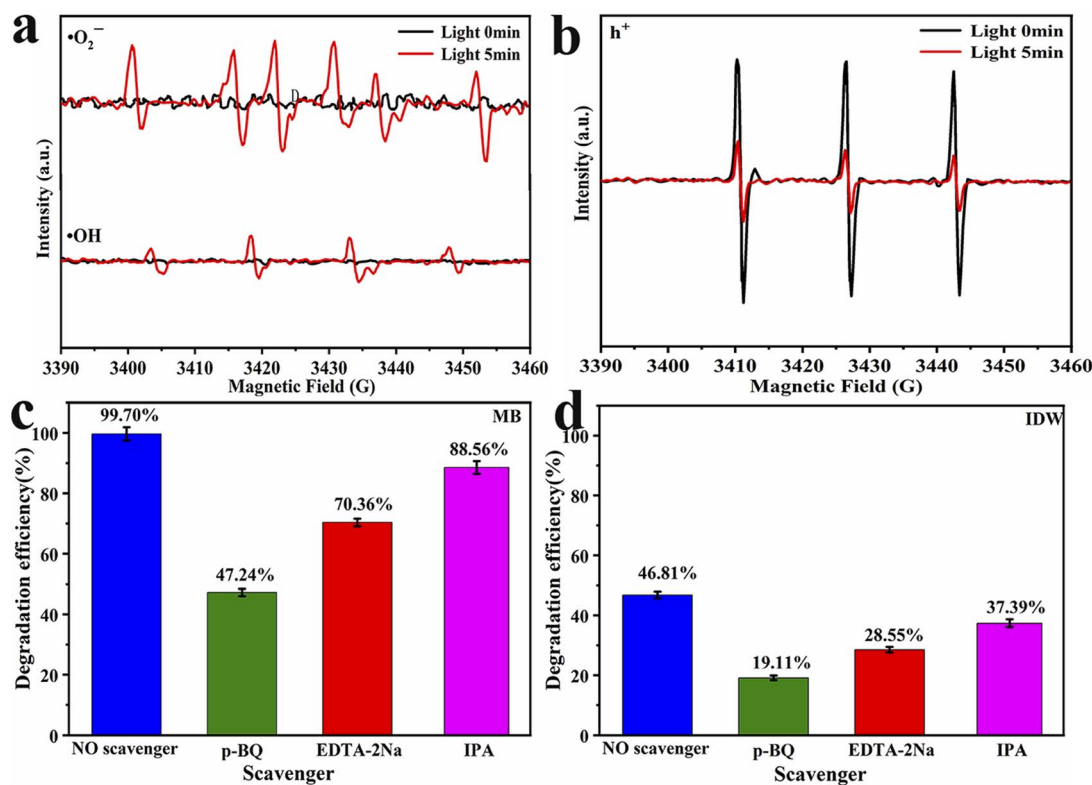 a
•O₂⁻
Light 0min
Light 5min
D
•OH
Intensity (a.u.)
3390 3400 3410 3420 3430 3440 3450 3460
Magnetic Field (G)
b
h⁺
Light 0min
Light 5min
Intensity (a.u.)
3390 3400 3410 3420 3430 3440 3450 3460
Magnetic Field (G)
c
MB
99.70%
47.24%
70.36%
88.56%
100
80
60
40
20
0
Degradation efficiency(%)
NO scavenger p-BQ EDTA-2Na IPA
Scavenger
d
IDW
46.81%
19.11%
28.55%
37.39%
100
80
60
40
20
0
Degradation efficiency(%)
NO scavenger p-BQ EDTA-2Na IPA
Scavenger